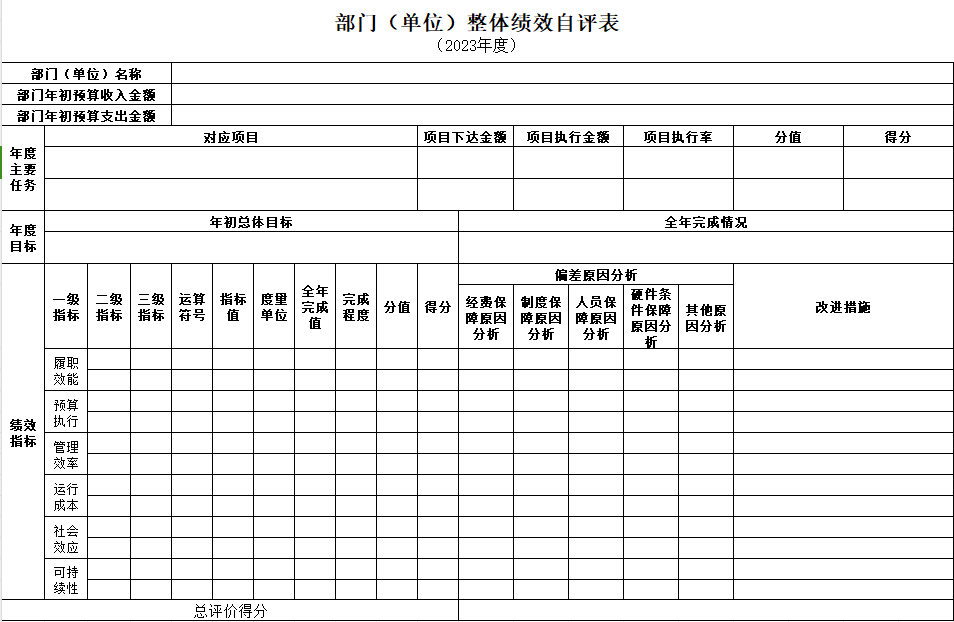 部门（单位）整体绩效自评表
（2023年度）
部门（单位）名称
部门年初预算收入金额
部门年初预算支出金额
年度
主要
任务
对应项目
项目下达金额
项目执行金额
项目执行率
分值
得分
年度
目标
年初总体目标
全年完成情况
绩效
指标
一级
指标
二级
指标
三级
指标
运算
符号
指标
值
度量
单位
全年
完成
值
完成
程度
分值
得分
偏差原因分析
经费保
障原因
分析
制度保
障原因
分析
人员保
障原因
分析
硬件条
件保障
原因分
析
其他原
因分析
改进措施
履职
效能
预算
执行
管理
效率
运行
成本
社会
效应
可持
续性
总评价得分